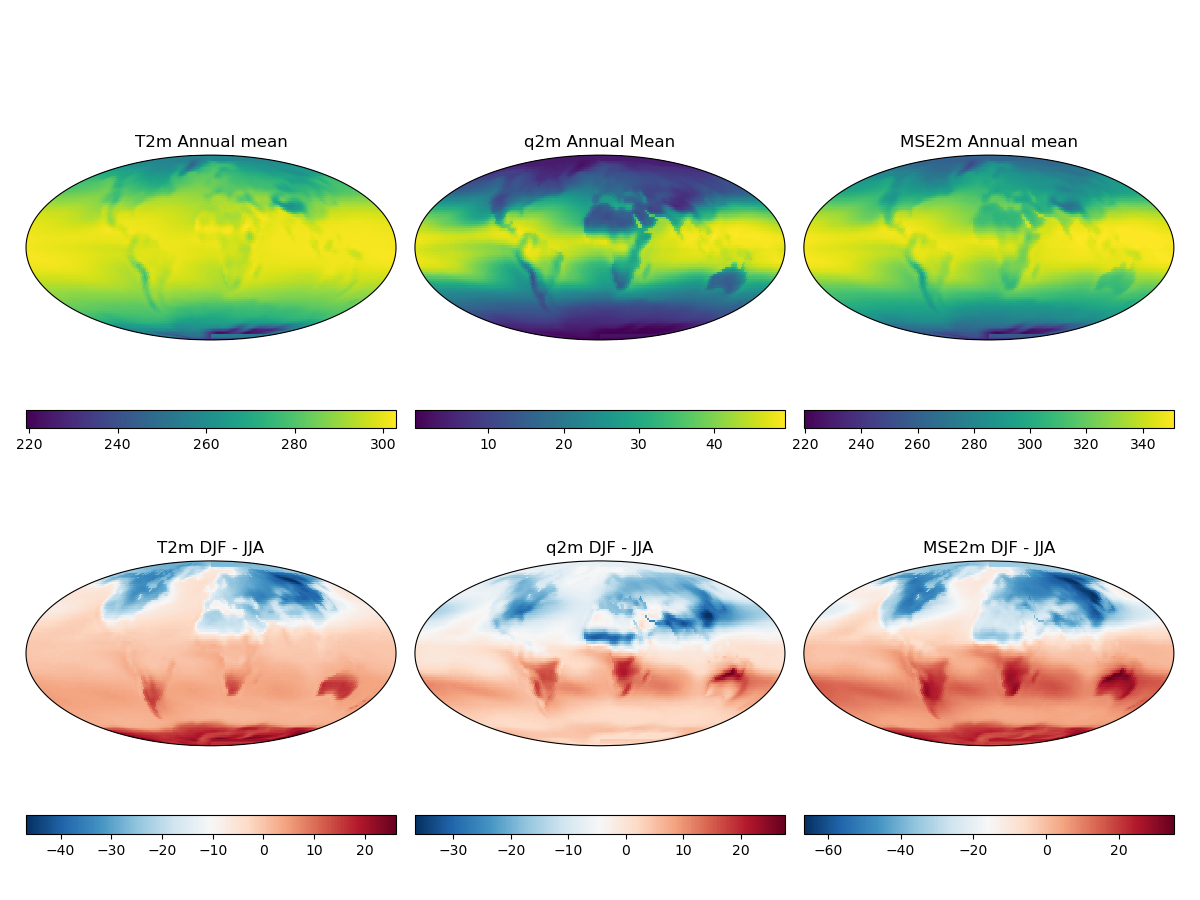 T2m Annual mean
q2m Annual Mean
MSE2m Annual mean
220 240 260 280 300
10 20 30 40
220 240 260 280 300 320 340
T2m DJF - JJA
q2m DJF - JJA
MSE2m DJF - JJA
−40 −30 −20 −10 0 10 20
−30 −20 −10 0 10 20
−60 −40 −20 0 20